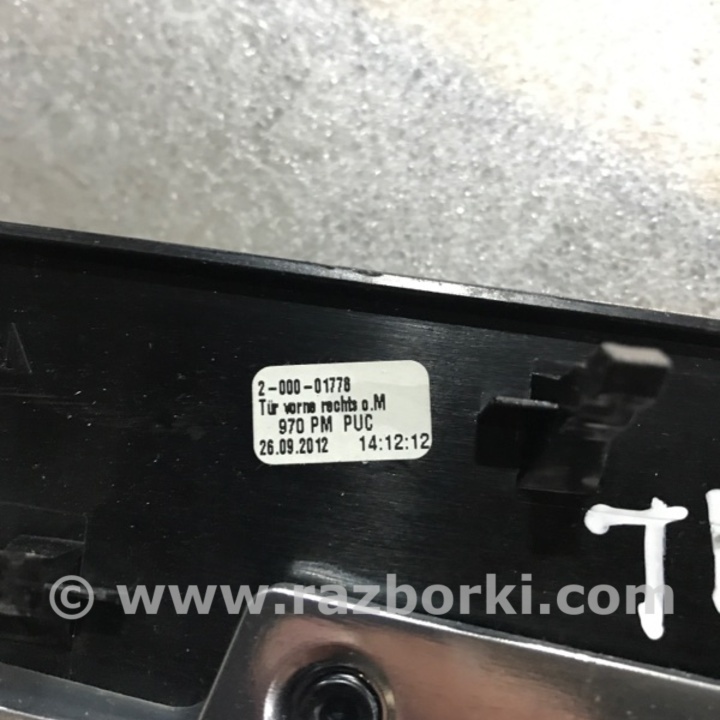 2-000-01778
Tür vorne rechts o.M
970 PM PUC
26.09.2012 14:12:12
© www.razborki.com